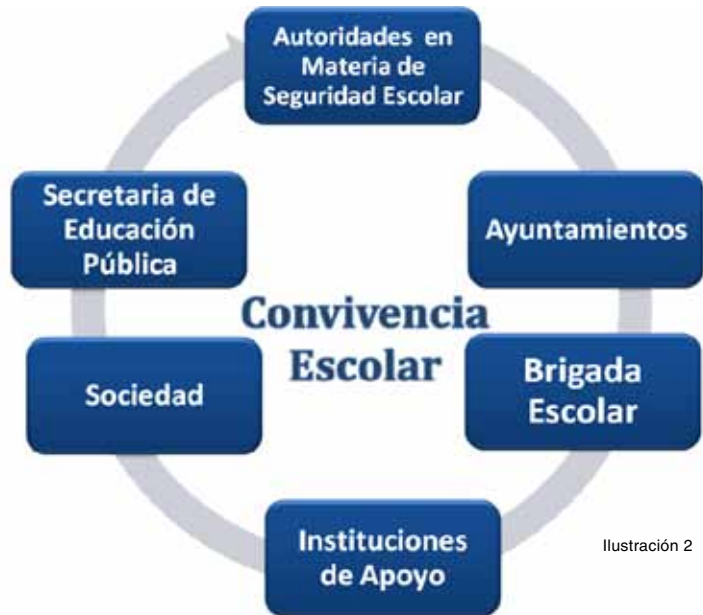 Autoridades en
Materia de
Seguridad Escolar
Ayuntamientos
Brigada
Escolar
Instituciones
de Apoyo
Sociedad
Secretaria de
Educación
Pública
Convivencia
Escolar
Ilustración 2